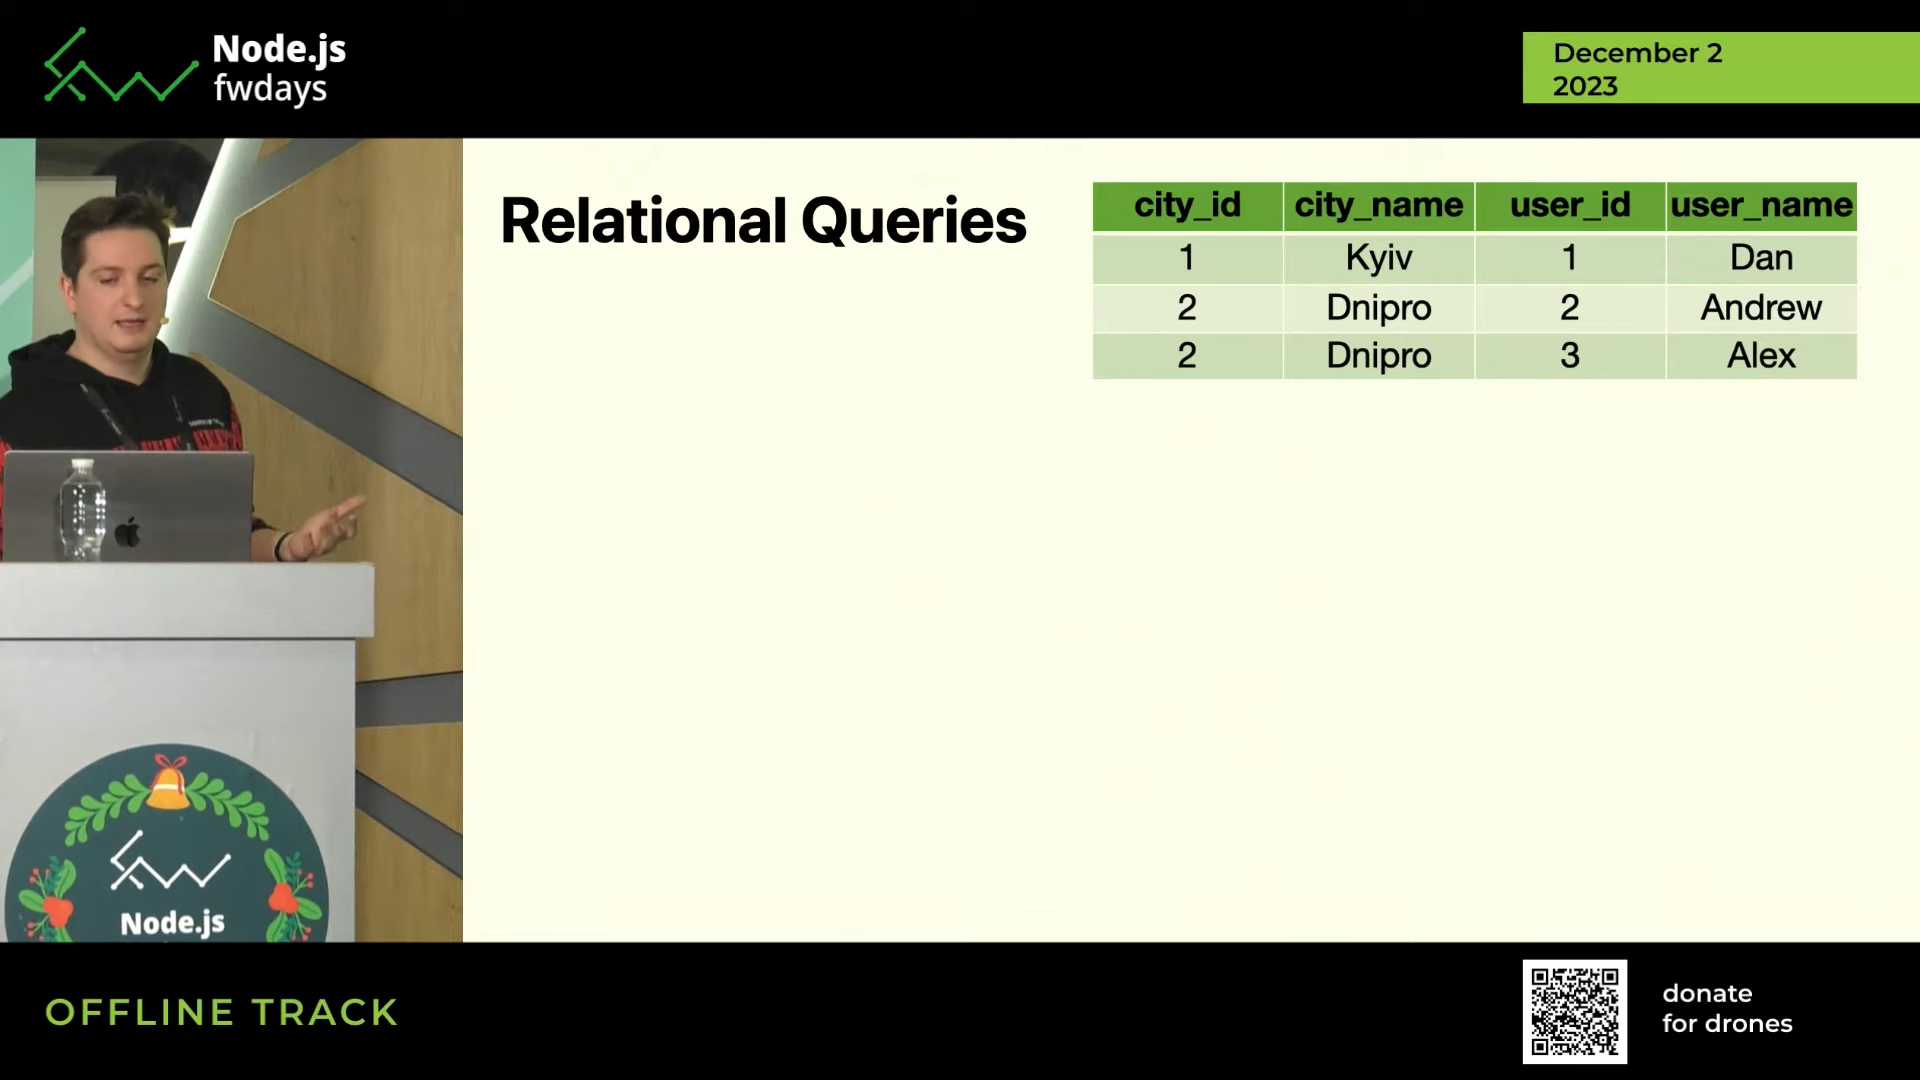 Node.js
fwdays
December 2
2023
Relational Queries
city_id city_name user_id user_name
1 Kyiv 1 Dan
2 Dnipro 2 Andrew
2 Dnipro 3 Alex
Node.js
OFFLINE TRACK
donate
for drones